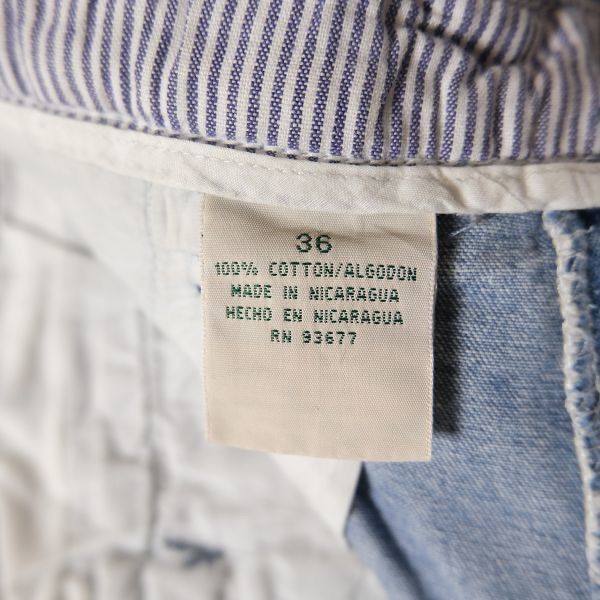 36
100% COTTON/ALGODON
MADE IN NICARAGUA
HECHO EN NICARAGUA
RN 93677